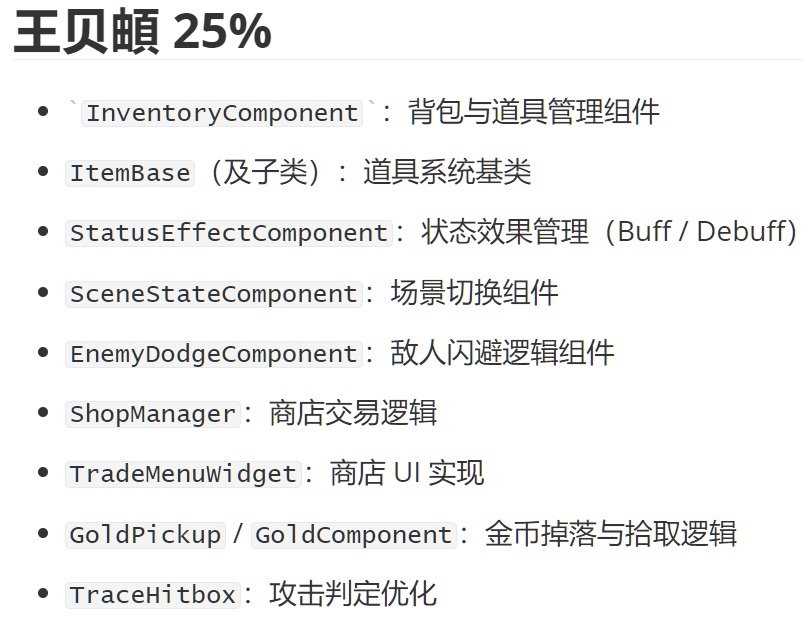 王贝頔 25%
• `InventoryComponent`：背包与道具管理组件
• ItemBase（及子类）：道具系统基类
• StatusEffectComponent：状态效果管理（Buff / Debuff）
• SceneStateComponent：场景切换组件
• EnemyDodgeComponent：敌人闪避逻辑组件
• ShopManager：商店交易逻辑
• TradeMenuWidget：商店 UI 实现
• GoldPickup / GoldComponent：金币掉落与拾取逻辑
• TraceHitbox：攻击判定优化